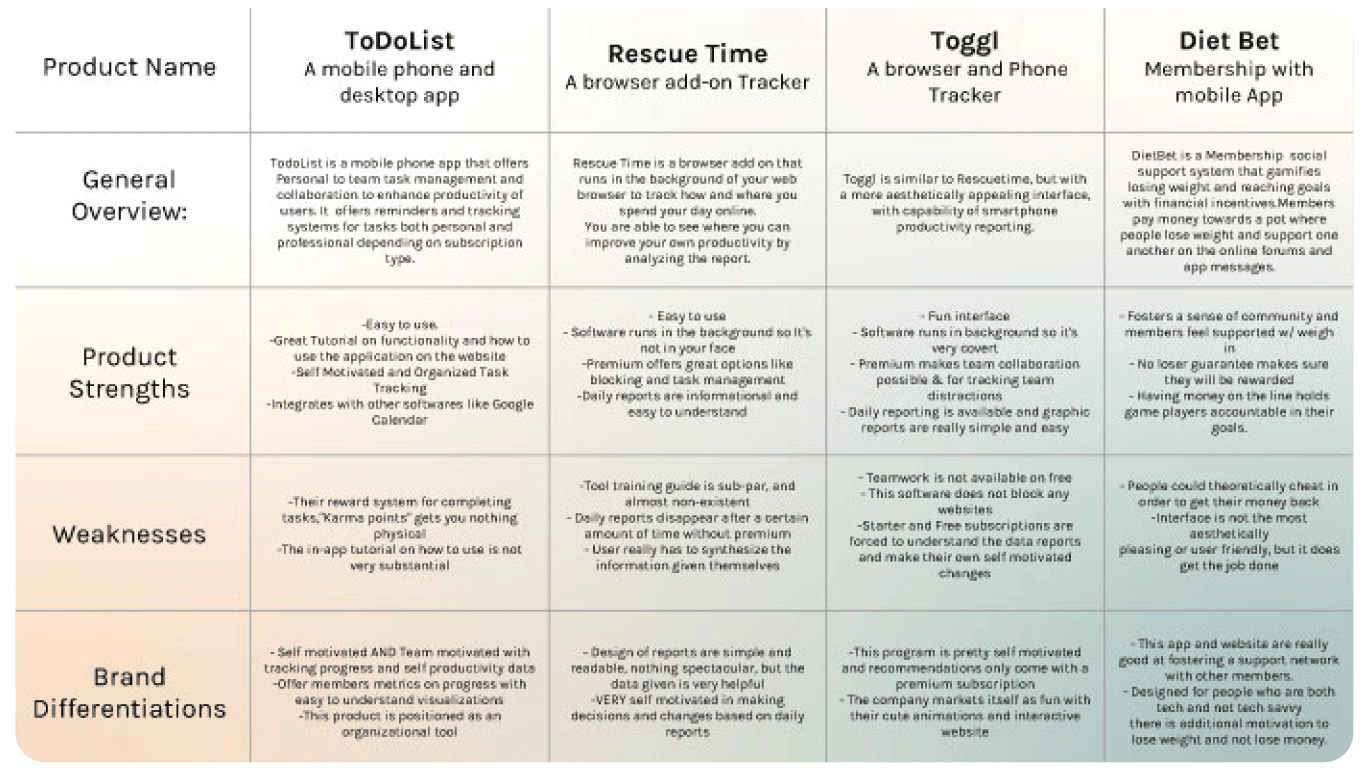 Product Name
ToDoList
A mobile phone and
desktop app
Rescue Time
A browser add-on Tracker
Toggl
A browser and Phone
Tracker
Diet Bet
Membership with
mobile App
General
Overview:
TodoList is a mobile phone app that offers
Personal to team task management and
collaboration to enhance productivity of
users. It offers reminders and tracking
systems for tasks both personal and
professional depending on subscription
type.
Rescue Time is a browser add on that
runs in the background of your web
browser to track how and where you
spend your day online.
You are able to see where you can
improve your own productivity by
analyzing the report.
Toggl is similar to Rescuetime, but with
a more aesthetically appealing interface,
with capability of smartphone
productivity reporting.
DietBet is a Membership social
support system that gamifies
losing weight and reaching goals
with financial incentives.Members
pay money towards a pot where
people lose weight and support one
another on the online forums and
app messages.
Product
Strengths
-Easy to use.
-Great Tutorial on functionality and how to
use the application on the website
-Self Motivated and Organized Task
Tracking
-Integrates with other softwares like Google
Calendar
- Easy to use
- Software runs in the background so it's
not in your face
-Premium offers great options like
blocking and task management
-Daily reports are informational and
easy to understand
- Fun interface
- Software runs in background so it's
very covert
- Premium makes team collaboration
possible & for tracking team
distractions
- Daily reporting is available and graphic
reports are really simple and easy
- Fosters a sense of community and
members feel supported w/ weigh
in
- No loser guarantee makes sure
they will be rewarded
- Having money on the line holds
game players accountable in their
goals.
Weaknesses
-Their reward system for completing
tasks,"Karma points" gets you nothing
physical
-The in-app tutorial on how to use is not
very substantial
-Tool training guide is sub-par, and
almost non-existent
- Daily reports disappear after a certain
amount of time without premium
- User really has to synthesize the
information given themselves
- Teamwork is not available on free
- This software does not block any
websites
-Starter and Free subscriptions are
forced to understand the data reports
and make their own self motivated
changes
- People could theoretically cheat in
order to get their money back
-Interface is not the most
aesthetically
pleasing or user friendly, but it does
get the job done
Brand
Differentiations
- Self motivated AND Team motivated with
tracking progress and self productivity data
-Offer members metrics on progress with
easy to understand visualizations
-This product is positioned as an
organizational tool
- Design of reports are simple and
readable, nothing spectacular, but the
data given is very helpful
-VERY self motivated in making
decisions and changes based on daily
reports
-This program is pretty self motivated
and recommendations only come with a
premium subscription
- The company markets itself as fun with
their cute animations and interactive
website
- This app and website are really
good at fostering a support network
with other members.
- Designed for people who are both
tech and not tech savvy
there is additional motivation to
lose weight and not lose money.